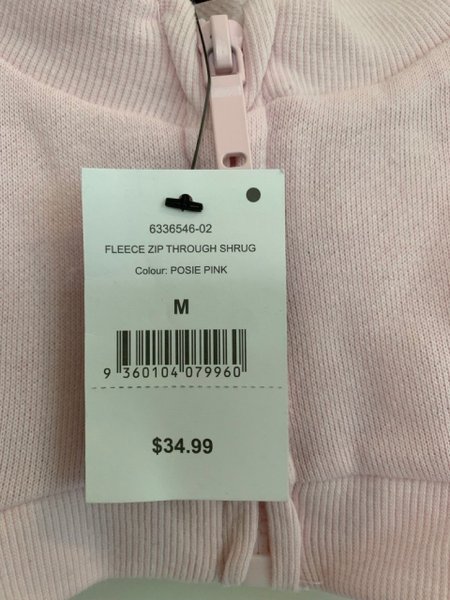 6336546-02
FLEECE ZIP THROUGH SHRUG
Colour: POSIE PINK
M
9 360104 079960
$34.99